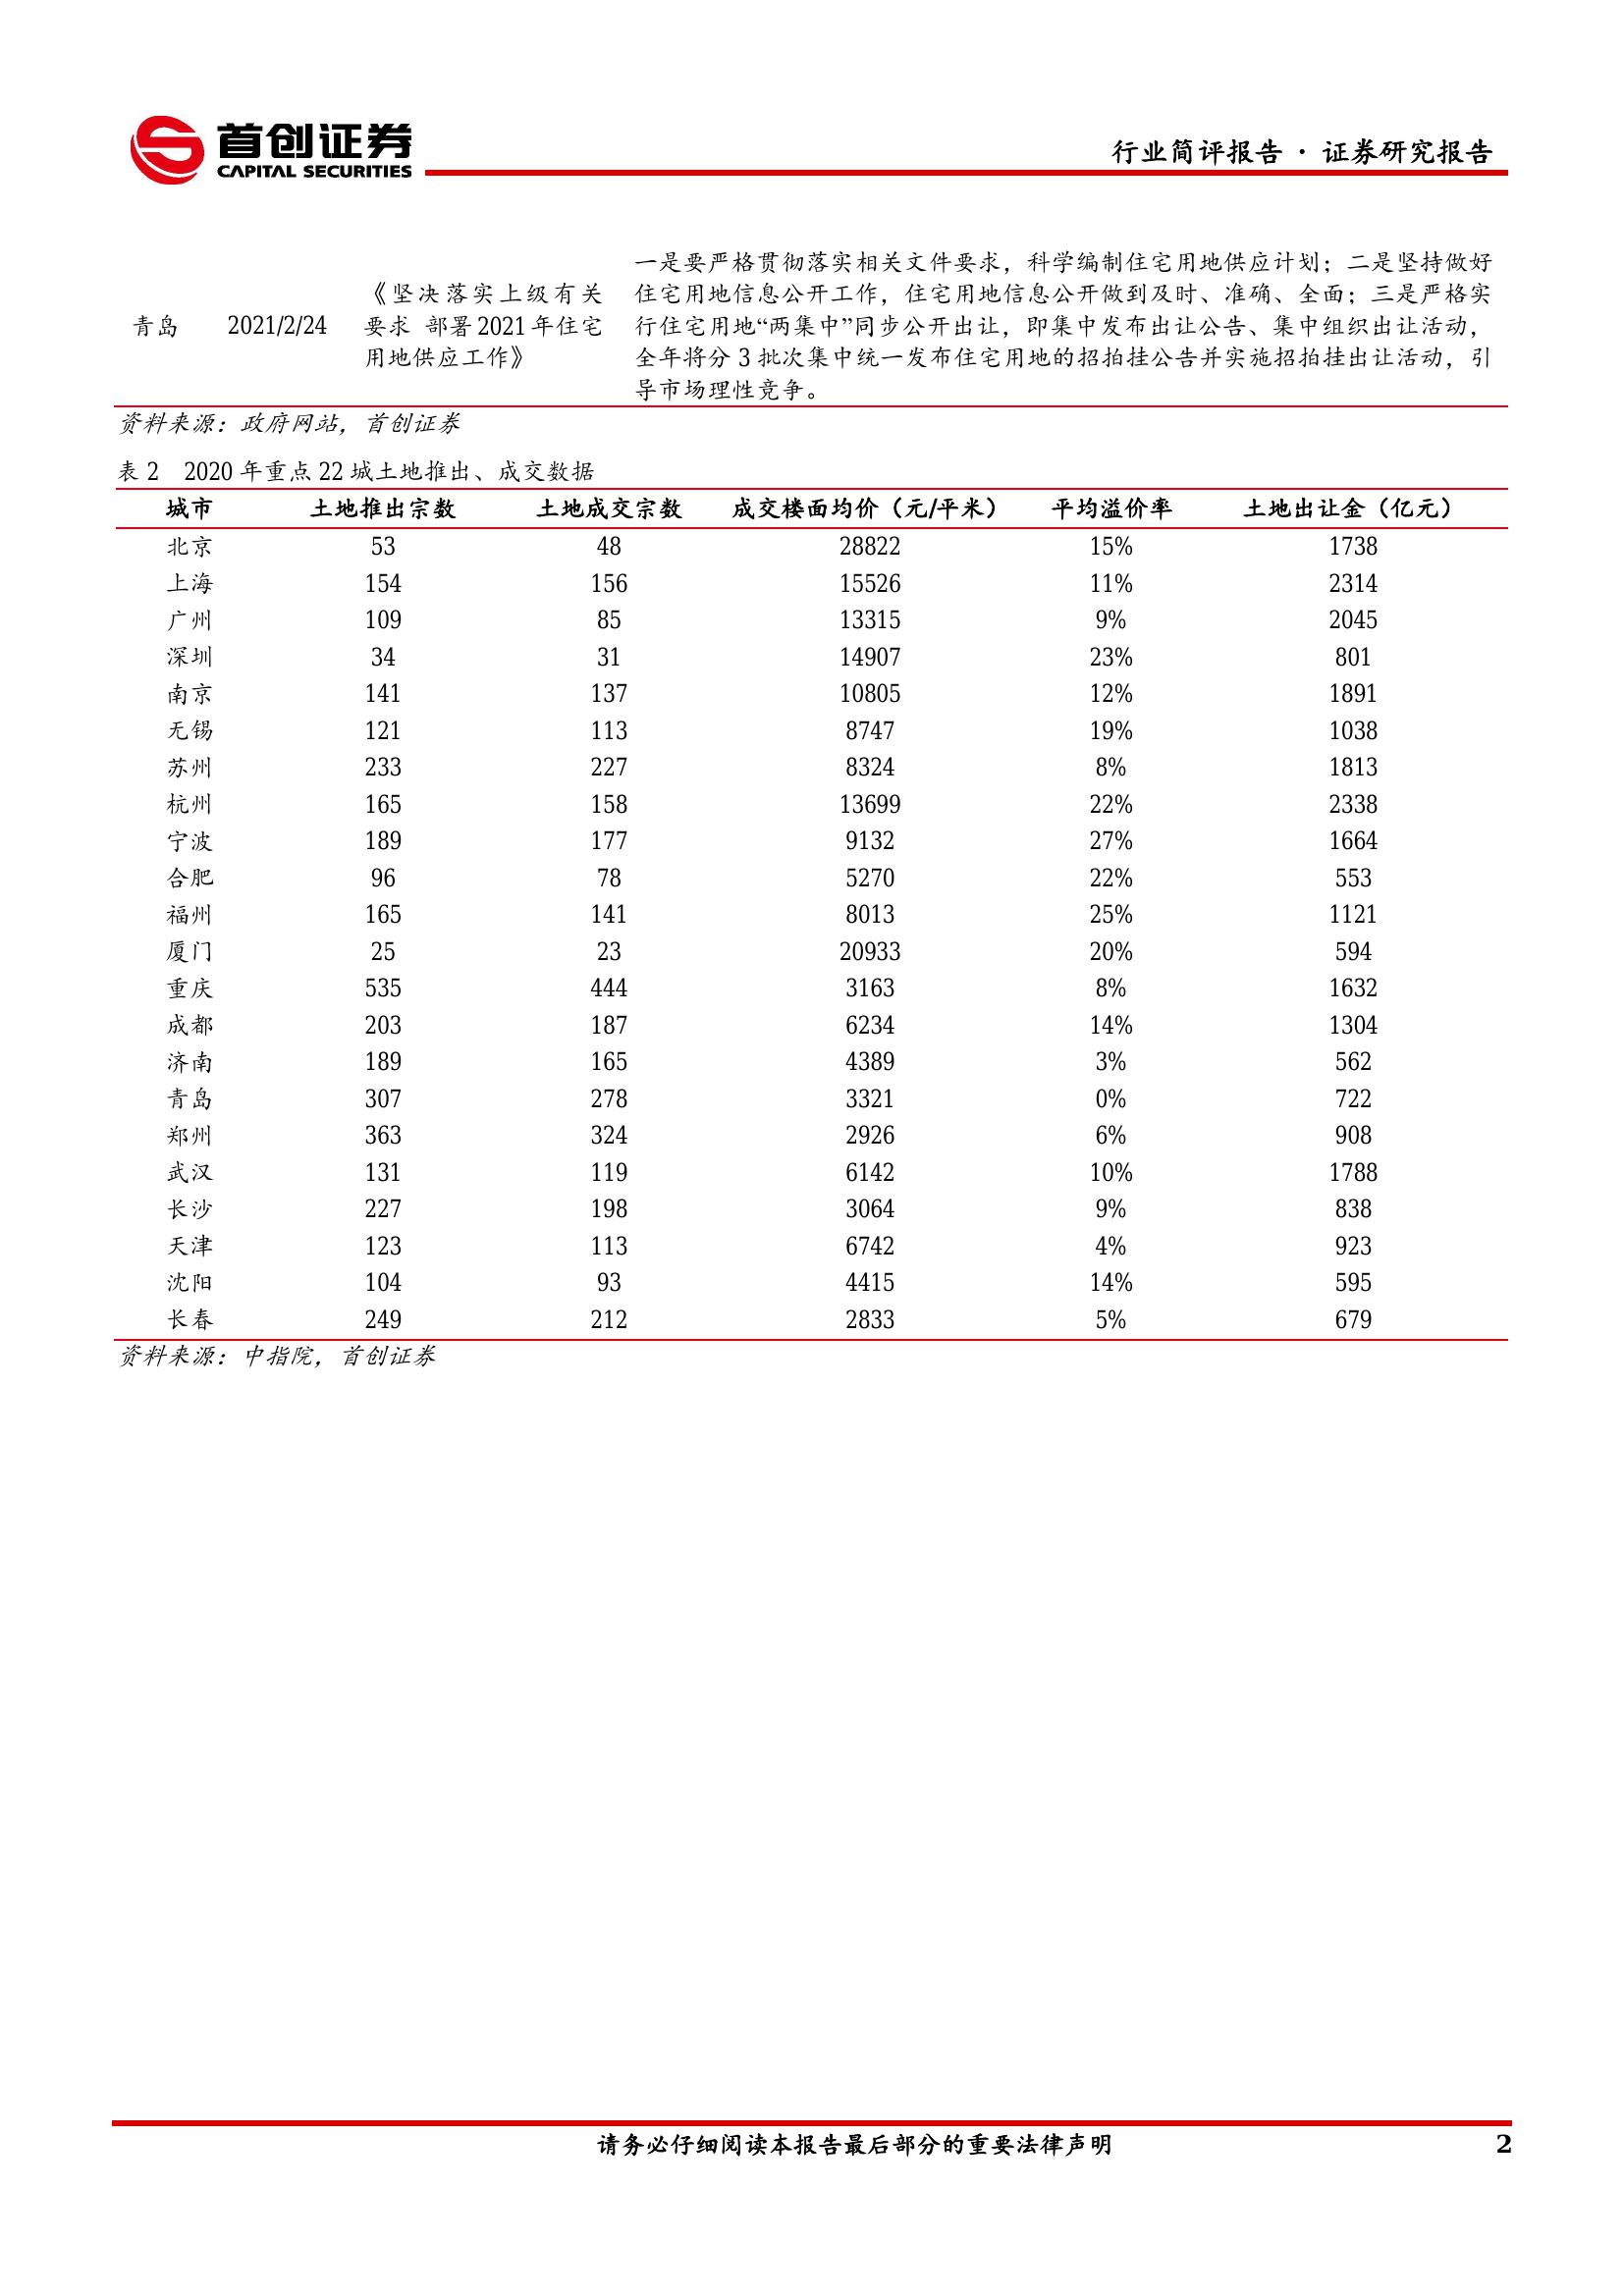 首创证券
CAPITAL SECURITIES
行业简评报告 · 证券研究报告
青岛 2021/2/24
《坚决落实上级有关
要求 部署 2021 年住宅
用地供应工作》
一是要严格贯彻落实相关文件要求，科学编制住宅用地供应计划；二是坚持做好
住宅用地信息公开工作，住宅用地信息公开做到及时、准确、全面；三是严格实
行住宅用地“两集中”同步公开出让，即集中发布出让公告、集中组织出让活动，
全年将分 3 批次集中统一发布住宅用地的招拍挂公告并实施招拍挂出让活动，引
导市场理性竞争。
资料来源：政府网站，首创证券
表 2 2020 年重点 22 城土地推出、成交数据
城市 土地推出宗数 土地成交宗数 成交楼面均价（元/平米） 平均溢价率 土地出让金（亿元）
北京 53 48 28822 15% 1738
上海 154 156 15526 11% 2314
广州 109 85 13315 9% 2045
深圳 34 31 14907 23% 801
南京 141 137 10805 12% 1891
无锡 121 113 8747 19% 1038
苏州 233 227 8324 8% 1813
杭州 165 158 13699 22% 2338
宁波 189 177 9132 27% 1664
合肥 96 78 5270 22% 553
福州 165 141 8013 25% 1121
厦门 25 23 20933 20% 594
重庆 535 444 3163 8% 1632
成都 203 187 6234 14% 1304
济南 189 165 4389 3% 562
青岛 307 278 3321 0% 722
郑州 363 324 2926 6% 908
武汉 131 119 6142 10% 1788
长沙 227 198 3064 9% 838
天津 123 113 6742 4% 923
沈阳 104 93 4415 14% 595
长春 249 212 2833 5% 679
资料来源：中指院，首创证券
请务必仔细阅读本报告最后部分的重要法律声明
2